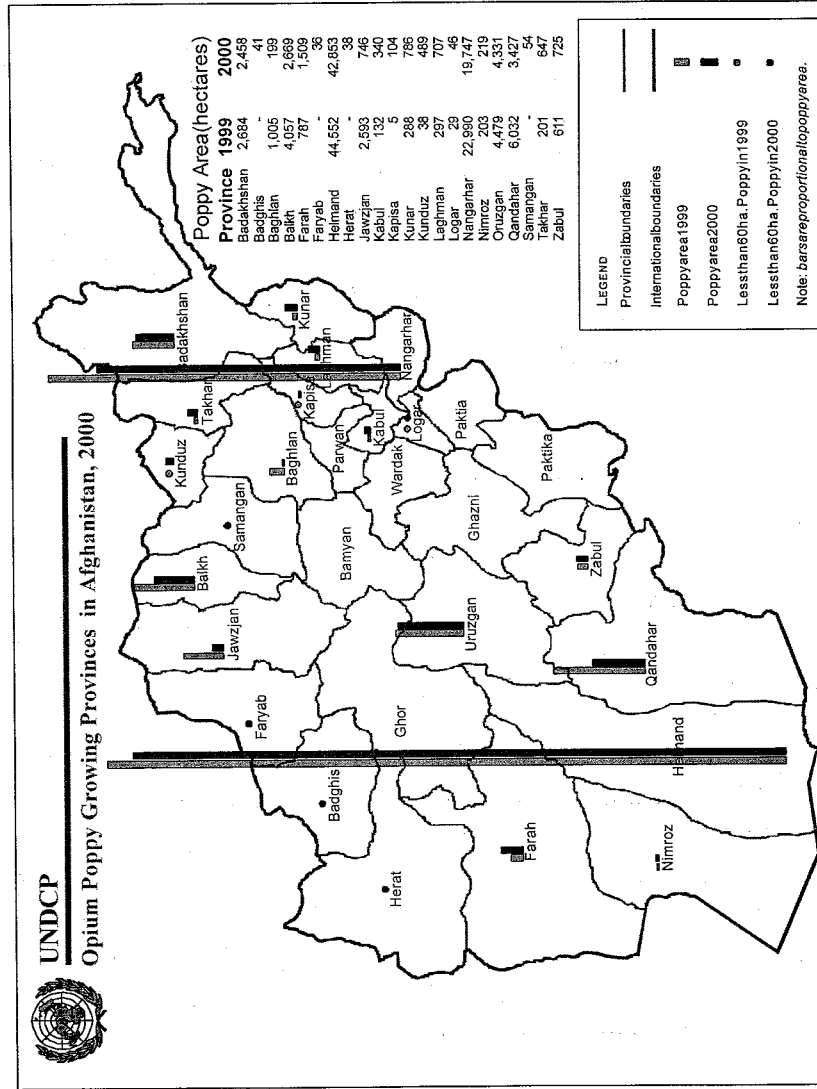 UNDCP
Opium Poppy Growing Provinces in Afghanistan, 2000
Poppy Area(hectares)
Province 1999 2000
Badakhshan 2,684 2,458
Badghis - 41
Baghlan 1,005 199
Balkh 4,057 2,669
Farah 787 1,509
Faryab - 36
Helmand 44,552 42,853
Herat - 38
Jawzjan 2,593 746
Kabul 132 340
Kapisa 5 104
Kunar 288 786
Kunduz 38 489
Laghman 297 707
Logar 29 46
Nangarhar 22,990 19,747
Nimroz 203 219
Oruzgan 4,479 4,331
Qandahar 6,032 3,427
Samangan - 54
Takhar 201 647
Zabul 611 725
Badakhshan
Kunduz
Takhar
Balkh
Jawzjan
Samangan
Faryab
Baghlan
Kapisa
Laghman
Kunar
Badghis
Parwan
Bamyan
Kabul
Nangarhar
Herat
Ghor
Wardak
Logar
Paktia
Uruzgan
Ghazni
Farah
Paktika
Zabul
Nimroz
Helmand
Qandahar
LEGEND
Provincialboundaries
Internationalboundaries
Poppyarea1999
Poppyarea2000
Lessthan60ha.Poppyin1999
Lessthan60ha.Poppyin2000
Note: barsareproportionaltopoppyarea.